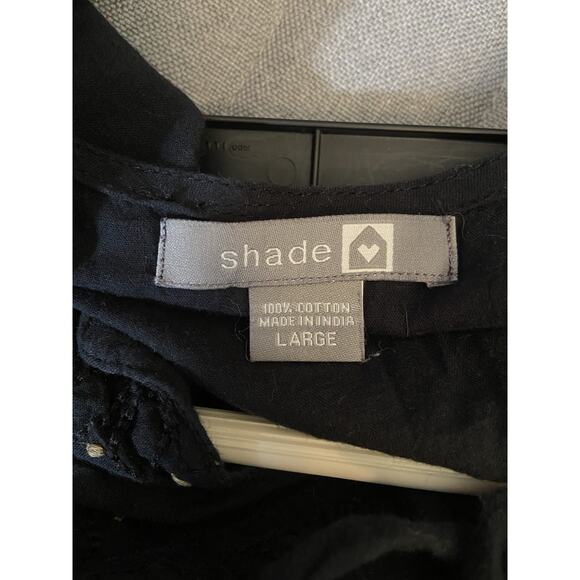 shade
100% COTTON
MADE IN INDIA
LARGE